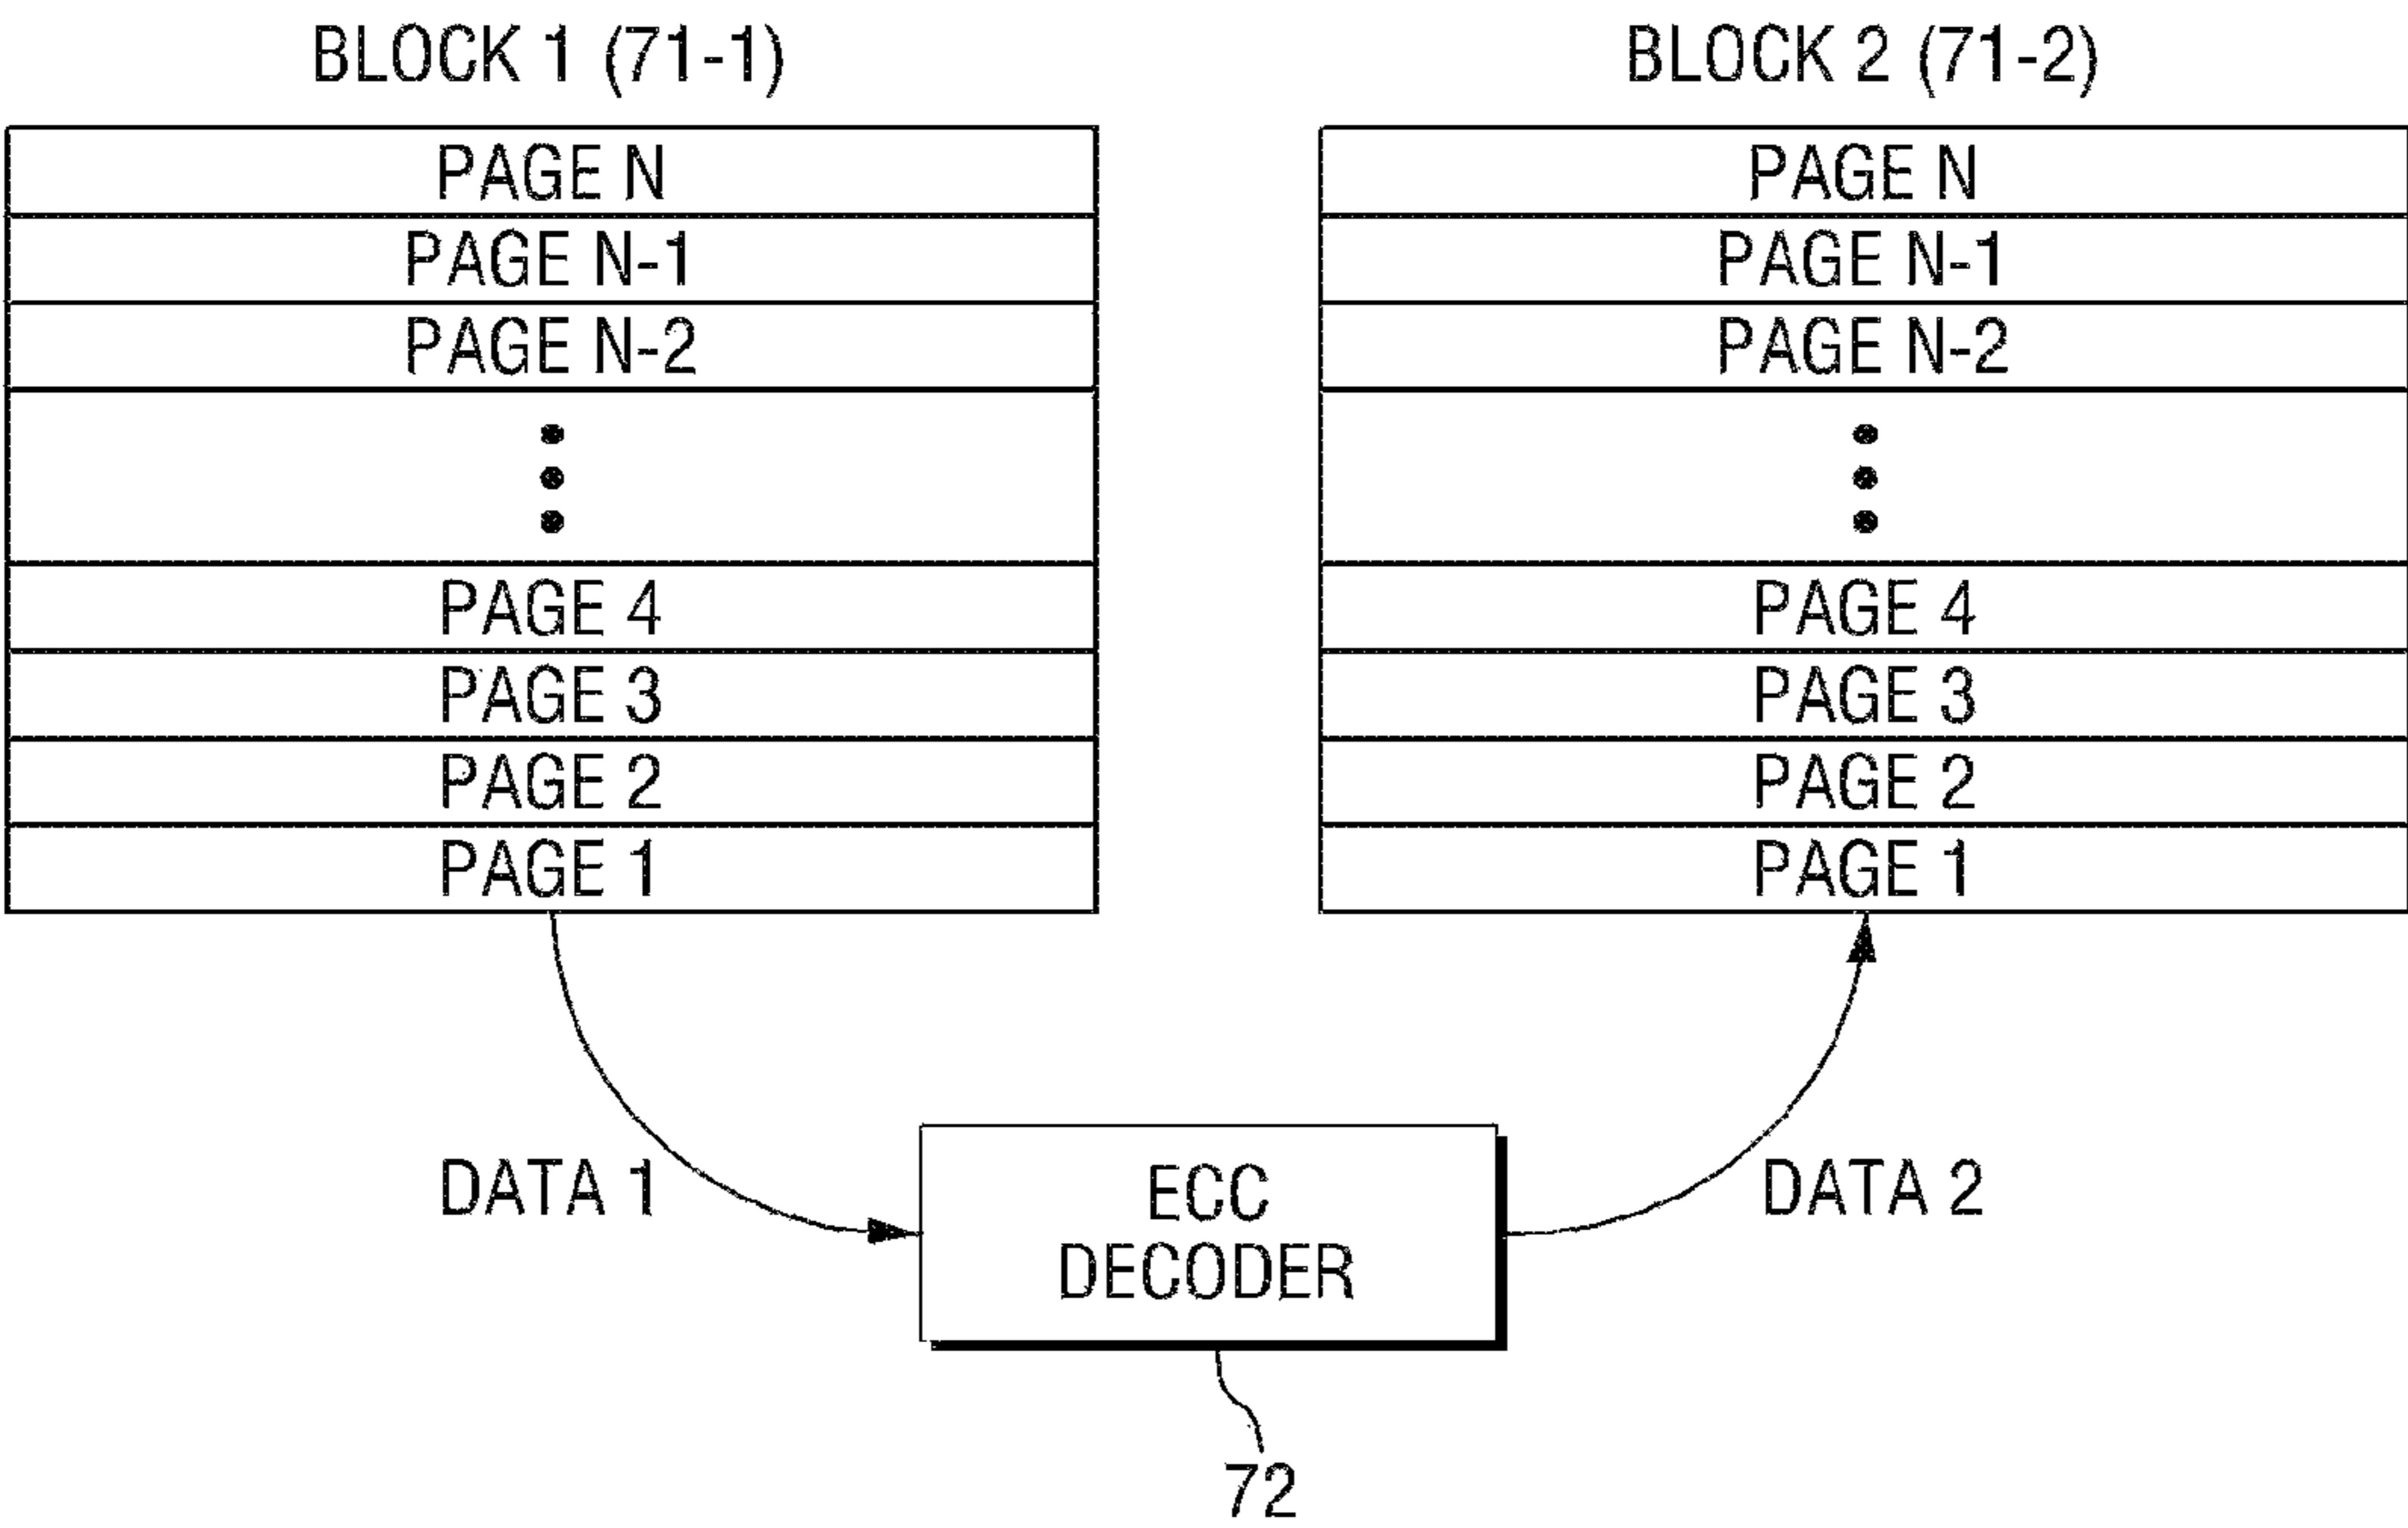 BLOCK 1 (71-1)
PAGE N
PAGE N-1
PAGE N-2
PAGE 4
PAGE 3
PAGE 2
PAGE 1
BLOCK 2 (71-2)
PAGE N
PAGE N-1
PAGE N-2
PAGE 4
PAGE 3
PAGE 2
PAGE 1
DATA 1
ECC
DECODER
DATA 2
72